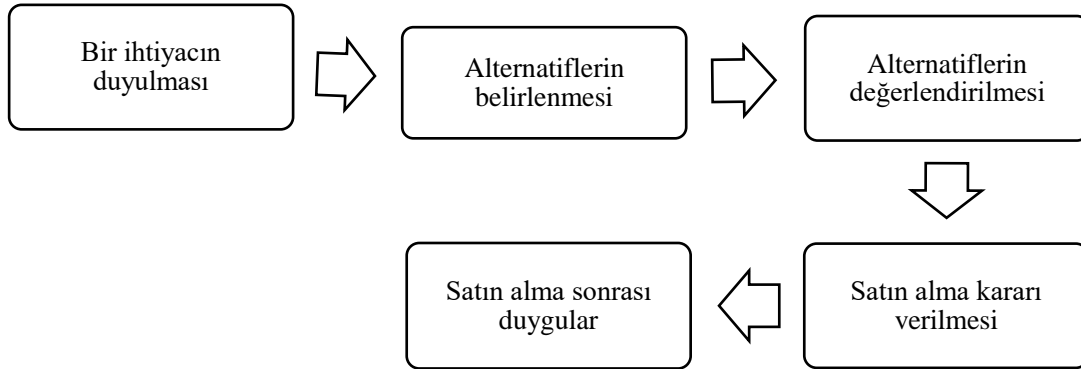 Bir ihtiyacın
duyulması
Alternatiflerin
belirlenmesi
Alternatiflerin
değerlendirilmesi
Satın alma kararı
verilmesi
Satın alma sonrası
duygular